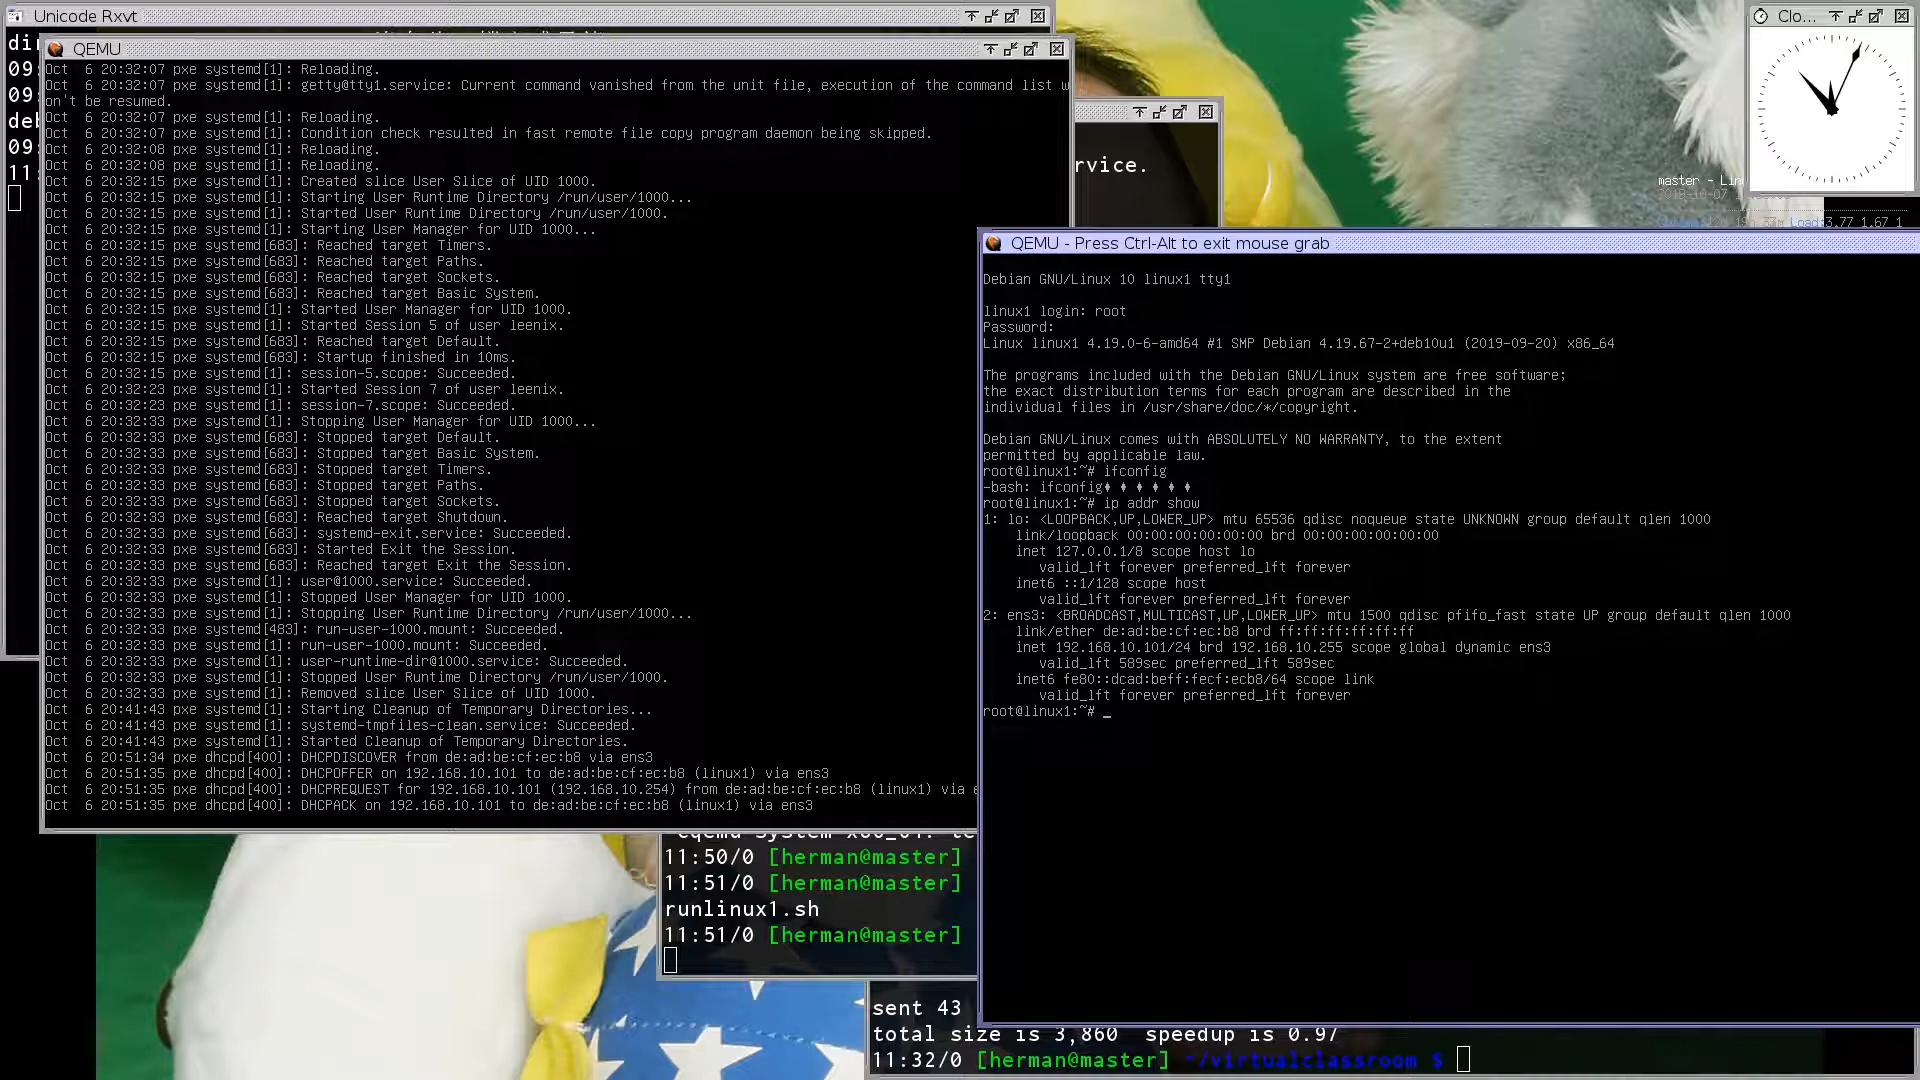 Unicode Rxvt
QEMU
Oct  6 20:32:07 pxe systemd[1]: Reloading.
Oct  6 20:32:07 pxe systemd[1]: getty@tty1.service: Current command vanished from the unit file, execution of the command list w
on't be resumed.
Oct  6 20:32:07 pxe systemd[1]: Reloading.
Oct  6 20:32:07 pxe systemd[1]: Condition check resulted in fast remote file copy program daemon being skipped.
Oct  6 20:32:08 pxe systemd[1]: Reloading.
Oct  6 20:32:08 pxe systemd[1]: Reloading.
Oct  6 20:32:15 pxe systemd[1]: Created slice User Slice of UID 1000.
Oct  6 20:32:15 pxe systemd[1]: Starting User Runtime Directory /run/user/1000...
Oct  6 20:32:15 pxe systemd[1]: Started User Runtime Directory /run/user/1000.
Oct  6 20:32:15 pxe systemd[1]: Starting User Manager for UID 1000...
Oct  6 20:32:15 pxe systemd[683]: Reached target Timers.
Oct  6 20:32:15 pxe systemd[683]: Reached target Paths.
Oct  6 20:32:15 pxe systemd[683]: Reached target Sockets.
Oct  6 20:32:15 pxe systemd[683]: Reached target Basic System.
Oct  6 20:32:15 pxe systemd[1]: Started User Manager for UID 1000.
Oct  6 20:32:15 pxe systemd[1]: Started Session 5 of user leenix.
Oct  6 20:32:15 pxe systemd[683]: Reached target Default.
Oct  6 20:32:15 pxe systemd[683]: Startup finished in 10ms.
Oct  6 20:32:15 pxe systemd[1]: session-5.scope: Succeeded.
Oct  6 20:32:23 pxe systemd[1]: Started Session 7 of user leenix.
Oct  6 20:32:23 pxe systemd[1]: session-7.scope: Succeeded.
Oct  6 20:32:33 pxe systemd[1]: Stopping User Manager for UID 1000...
Oct  6 20:32:33 pxe systemd[683]: Stopped target Default.
Oct  6 20:32:33 pxe systemd[683]: Stopped target Basic System.
Oct  6 20:32:33 pxe systemd[683]: Stopped target Timers.
Oct  6 20:32:33 pxe systemd[683]: Stopped target Paths.
Oct  6 20:32:33 pxe systemd[683]: Stopped target Sockets.
Oct  6 20:32:33 pxe systemd[683]: Reached target Shutdown.
Oct  6 20:32:33 pxe systemd[683]: systemd-exit.service: Succeeded.
Oct  6 20:32:33 pxe systemd[683]: Started Exit the Session.
Oct  6 20:32:33 pxe systemd[683]: Reached target Exit the Session.
Oct  6 20:32:33 pxe systemd[1]: user@1000.service: Succeeded.
Oct  6 20:32:33 pxe systemd[1]: Stopped User Manager for UID 1000.
Oct  6 20:32:33 pxe systemd[1]: Stopping User Runtime Directory /run/user/1000...
Oct  6 20:32:33 pxe systemd[483]: run-user-1000.mount: Succeeded.
Oct  6 20:32:33 pxe systemd[1]: run-user-1000.mount: Succeeded.
Oct  6 20:32:33 pxe systemd[1]: user-runtime-dir@1000.service: Succeeded.
Oct  6 20:32:33 pxe systemd[1]: Stopped User Runtime Directory /run/user/1000.
Oct  6 20:32:33 pxe systemd[1]: Removed slice User Slice of UID 1000.
Oct  6 20:41:43 pxe systemd[1]: Starting Cleanup of Temporary Directories...
Oct  6 20:41:43 pxe systemd[1]: systemd-tmpfiles-clean.service: Succeeded.
Oct  6 20:41:43 pxe systemd[1]: Started Cleanup of Temporary Directories.
Oct  6 20:51:34 pxe dhcpd[400]: DHCPDISCOVER from de:ad:be:cf:ec:b8 via ens3
Oct  6 20:51:35 pxe dhcpd[400]: DHCPOFFER on 192.168.10.101 to de:ad:be:cf:ec:b8 (linux1) via ens3
Oct  6 20:51:35 pxe dhcpd[400]: DHCPREQUEST for 192.168.10.101 (192.168.10.254) from de:ad:be:cf:ec:b8 (linux1) via e
Oct  6 20:51:35 pxe dhcpd[400]: DHCPACK on 192.168.10.101 to de:ad:be:cf:ec:b8 (linux1) via ens3
09:
09:
09:
11:
rvice.
Clo...
master - Lin
Load:3.77 1.67 1
QEMU - Press Ctrl-Alt to exit mouse grab
Debian GNU/Linux 10 linux1 tty1
linux1 login: root
Password:
Linux linux1 4.19.0-6-amd64 #1 SMP Debian 4.19.67-2+deb10u1 (2019-09-20) x86_64
The programs included with the Debian GNU/Linux system are free software;
the exact distribution terms for each program are described in the
individual files in /usr/share/doc/*/copyright.
Debian GNU/Linux comes with ABSOLUTELY NO WARRANTY, to the extent
permitted by applicable law.
root@linux1:~# ifconfig
-bash: ifconfig♦ ♦ ♦ ♦ ♦ ♦
root@linux1:~# ip addr show
1: lo: <LOOPBACK,UP,LOWER_UP> mtu 65536 qdisc noqueue state UNKNOWN group default qlen 1000
link/loopback 00:00:00:00:00:00 brd 00:00:00:00:00:00
inet 127.0.0.1/8 scope host lo
valid_lft forever preferred_lft forever
inet6 ::1/128 scope host
valid_lft forever preferred_lft forever
2: ens3: <BROADCAST,MULTICAST,UP,LOWER_UP> mtu 1500 qdisc pfifo_fast state UP group default qlen 1000
link/ether de:ad:be:cf:ec:b8 brd ff:ff:ff:ff:ff:ff
inet 192.168.10.101/24 brd 192.168.10.255 scope global dynamic ens3
valid_lft 589sec preferred_lft 589sec
inet6 fe80::dcad:beff:fecf:ecb8/64 scope link
valid_lft forever preferred_lft forever
root@linux1:~# _
11:50/0 [herman@master]
11:51/0 [herman@master]
runlinux1.sh
11:51/0 [herman@master]
sent 43
total size is 3,860  speedup is 0.97
11:32/0 [herman@master] ~/virtualclassroom $